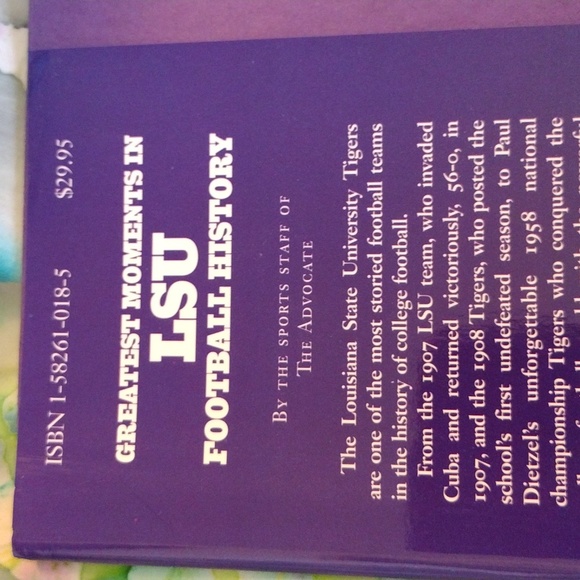 ISBN 1-58261-018-5 $29.95
GREATEST MOMENTS IN
LSU
FOOTBALL HISTORY
BY THE SPORTS STAFF OF
THE ADVOCATE
The Louisiana State University Tigers
are one of the most storied football teams
in the history of college football.
From the 1907 LSU team, who invaded
Cuba and returned victoriously, 56-0, in
1907, and the 1908 Tigers, who posted the
school's first undefeated season, to Paul
Dietzel's unforgettable 1958 national
championship Tigers who conquered the